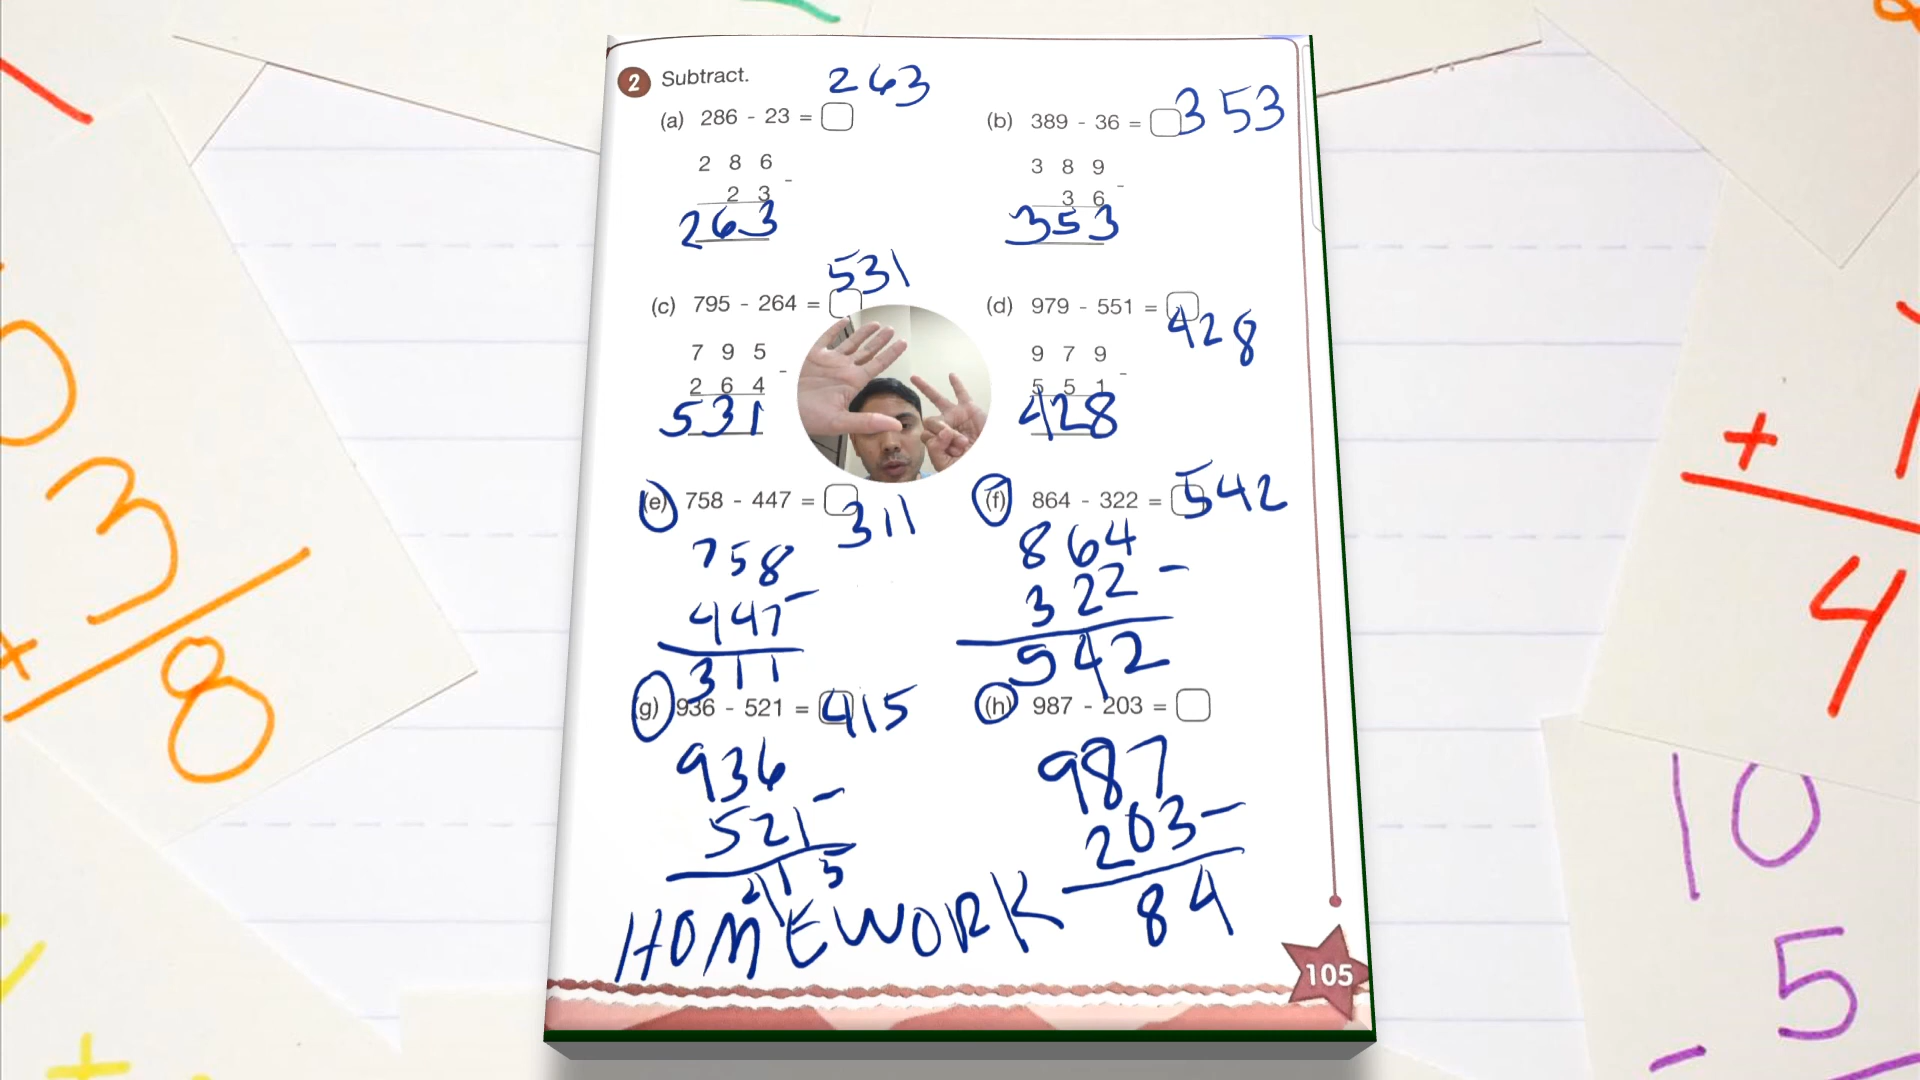 2 Subtract.
263
(a) 286 - 23 =
(b) 389 - 36 = 353
2 8 6
2 3 -
263
3 8 9
3 6 -
353
531
(c) 795 - 264 =
(d) 979 - 551 =
428
7 9 5
2 6 4 -
531
9 7 9
5 5 1 -
428
(e) 758 - 447 =
311
(f) 864 - 322 = 542
758
447 -
311
864
322 -
542
(g) 936 - 521 = 415
(h) 987 - 203 =
936
521 -
415
987
203 -
84
HOMEWORK
105
03
+
8
+
+ 1
4
10
- 5